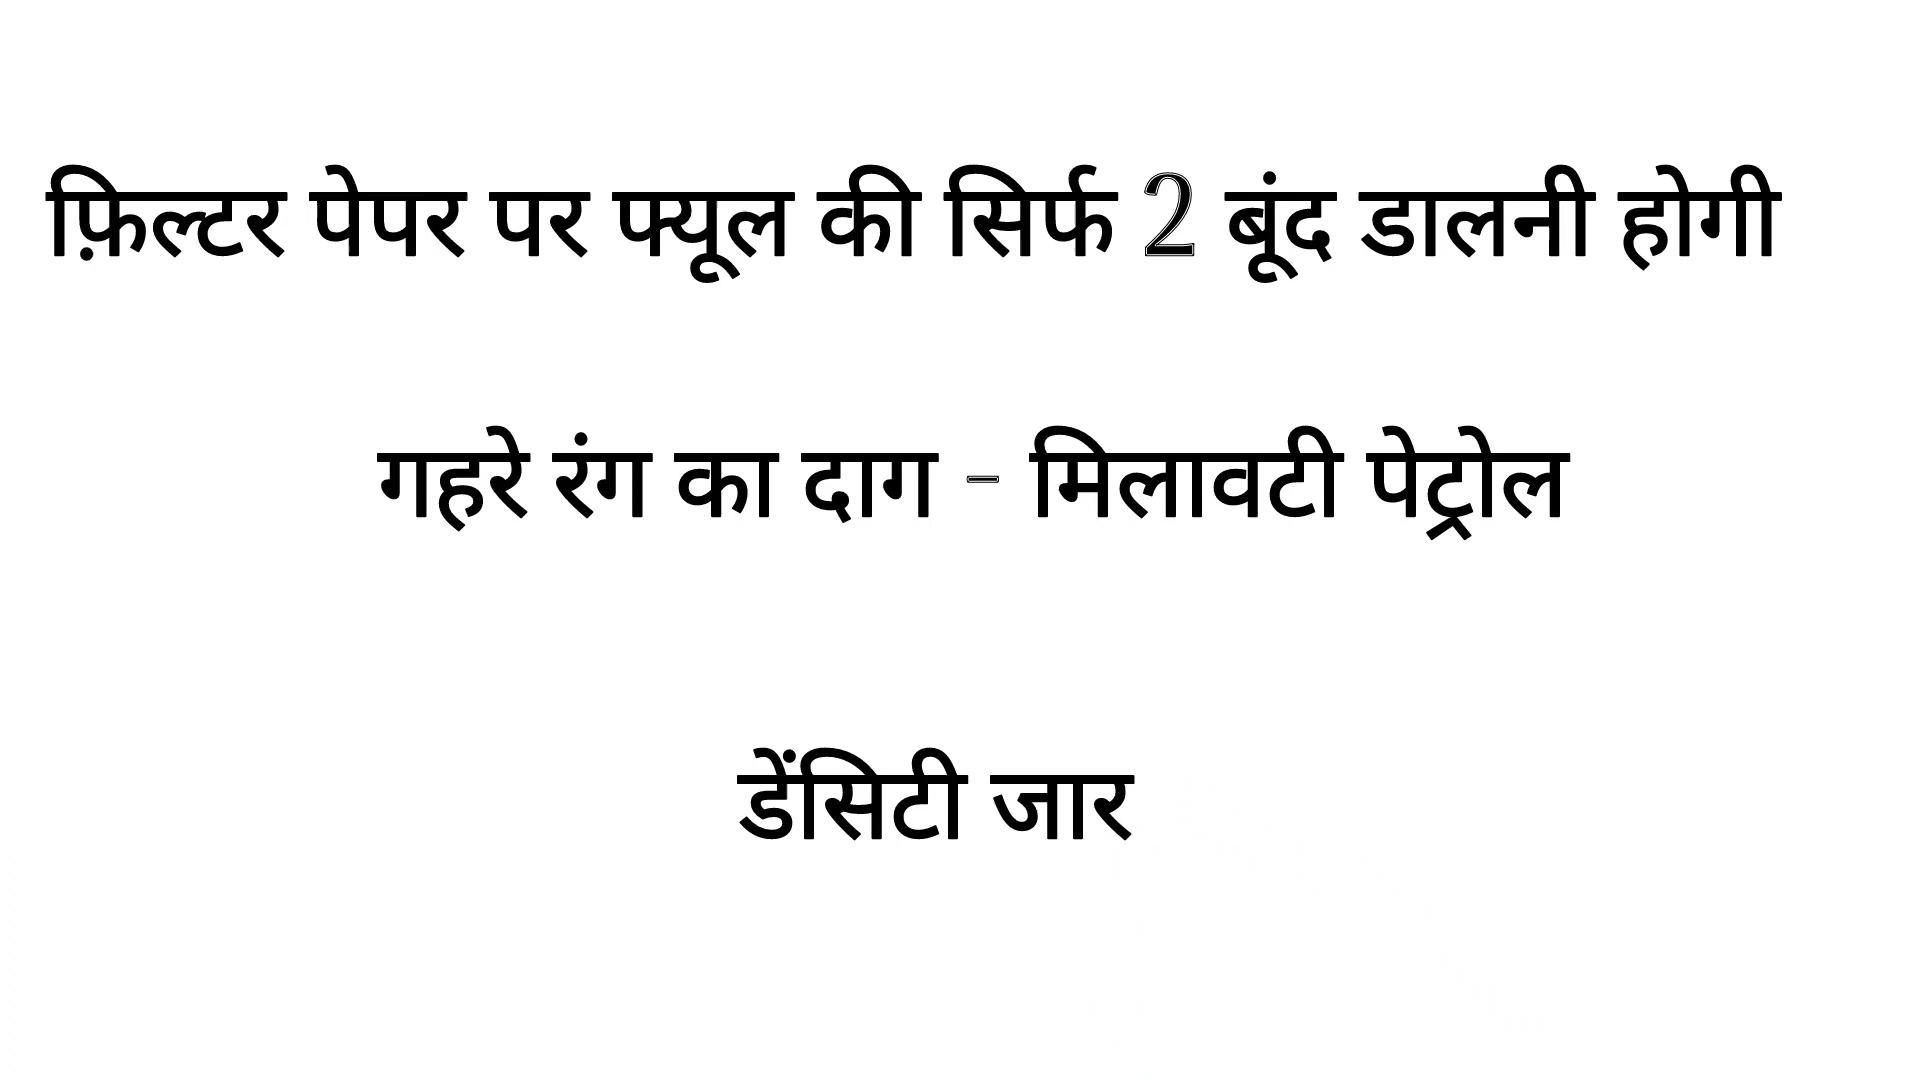 फ़िल्टर पेपर पर फ्यूल की सिर्फ 2 बूंद डालनी होगी
गहरे रंग का दाग - मिलावटी पेट्रोल
डेंसिटी जार